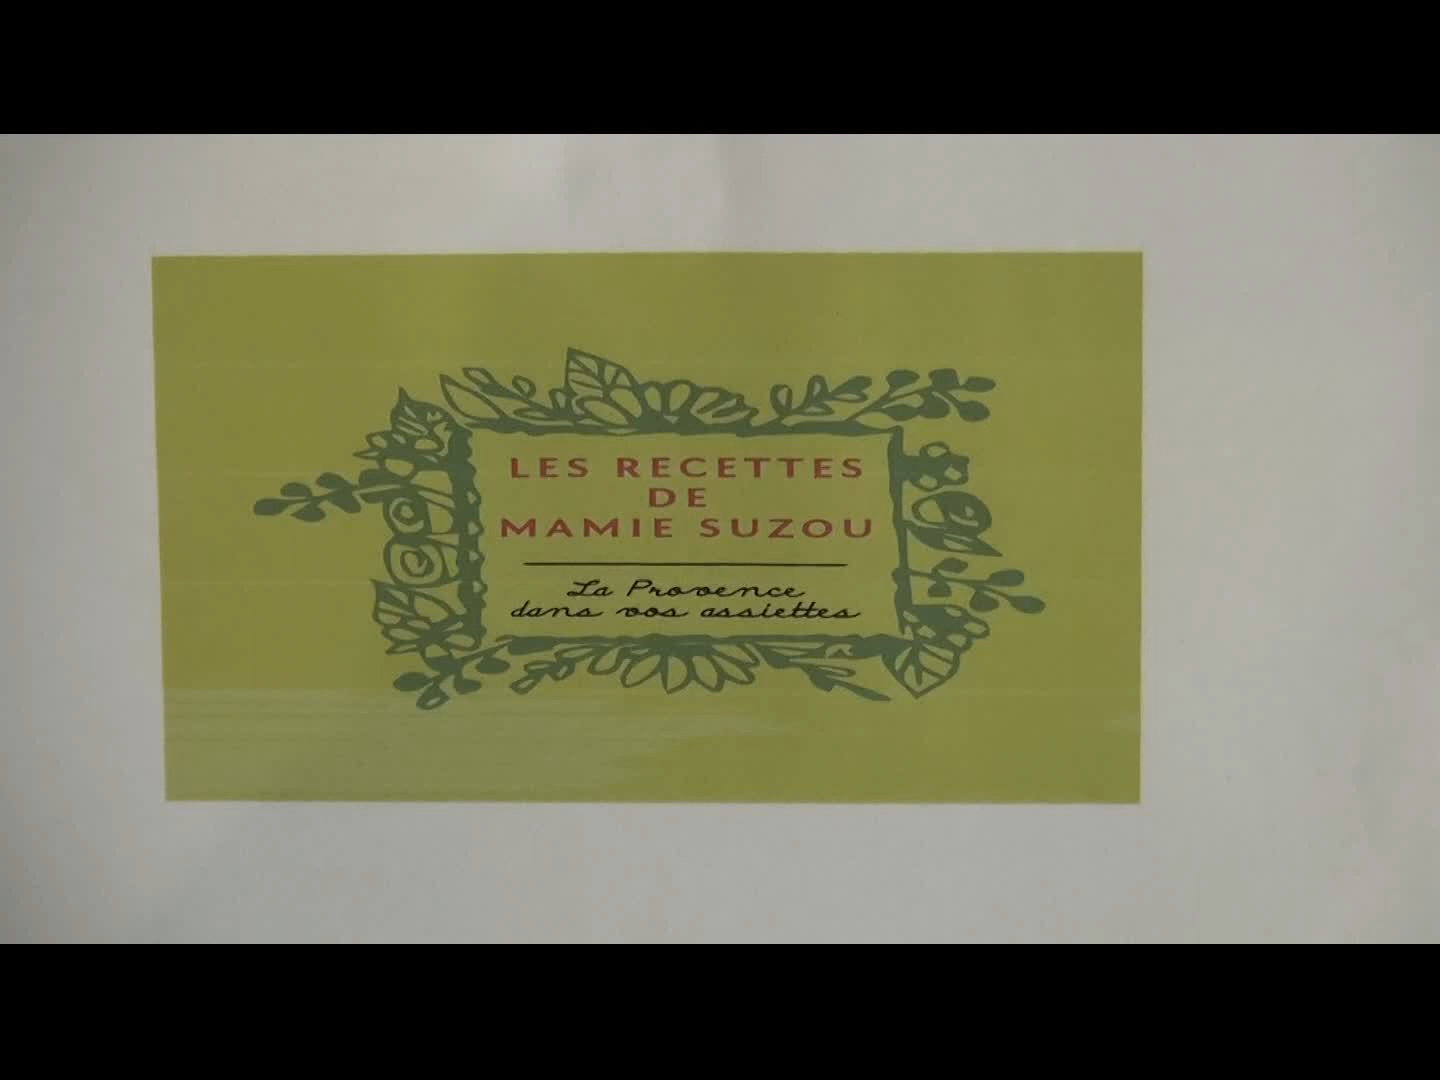 LES RECETTES
DE
MAMIE SUZOU
La Provence
dans vos assiettes